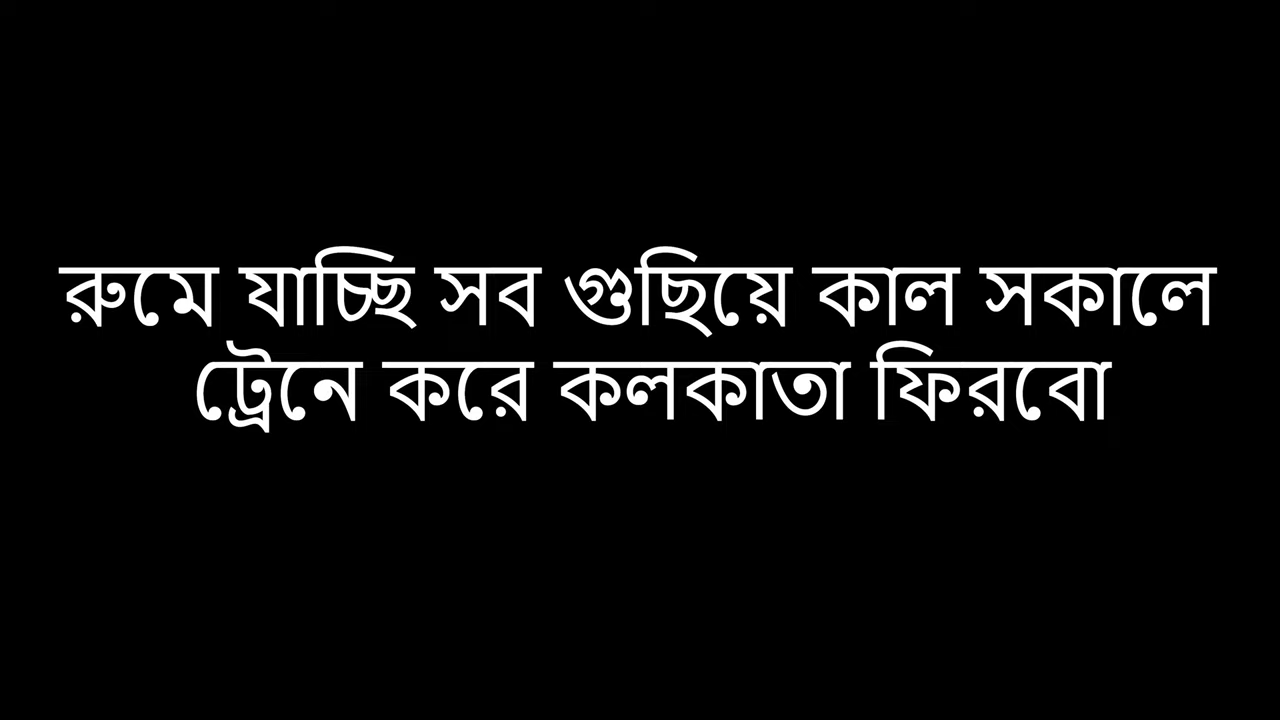 রুমে যাচ্ছি সব গুছিয়ে কাল সকালে
ট্রেনে করে কলকাতা ফিরবো